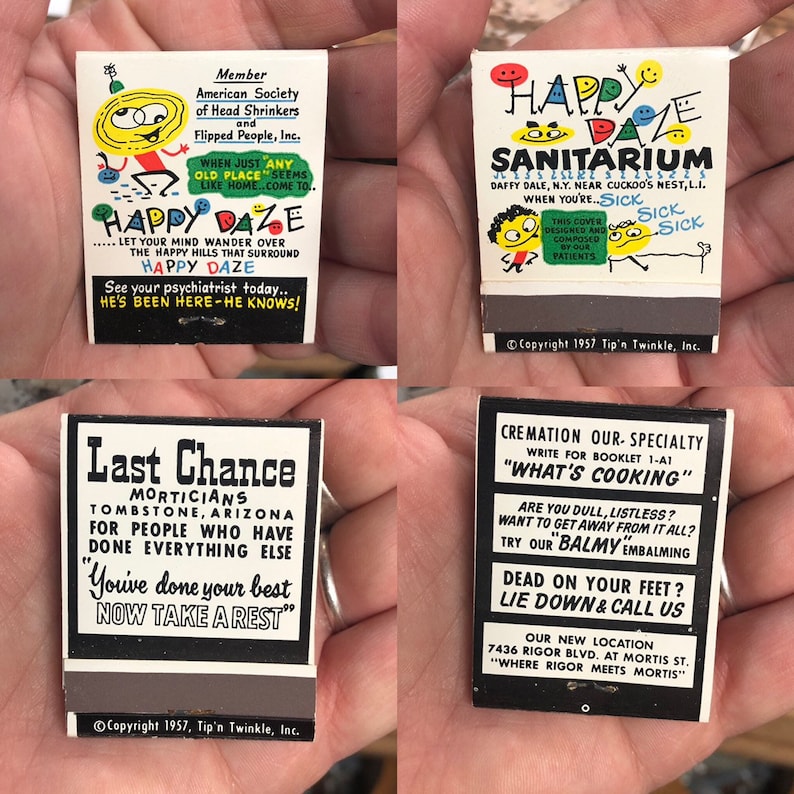 Member
American Society
of Head Shrinkers
and
Flipped People, Inc.
WHEN JUST "ANY
OLD PLACE" SEEMS
LIKE HOME..COME TO..
HAPPY DAZE
.....LET YOUR MIND WANDER OVER
THE HAPPY HILLS THAT SURROUND
HAPPY DAZE
See your psychiatrist today..
HE'S BEEN HERE-HE KNOWS!
HAPPY
DAZE
SANITARIUM
DAFFY DALE, N.Y. NEAR CUCKOO'S NEST, L.I.
WHEN YOU'RE..SICK
SICK
SICK
THIS COVER
DESIGNED AND
COMPOSED
BY OUR
PATIENTS
© Copyright 1957 Tip'n Twinkle, Inc.
Last Chance
MORTICIANS
TOMBSTONE, ARIZONA
FOR PEOPLE WHO HAVE
DONE EVERYTHING ELSE
"You've done your best
NOW TAKE A REST"
© Copyright 1957, Tip'n Twinkle, Inc.
CREMATION OUR SPECIALTY
WRITE FOR BOOKLET 1-A1
"WHAT'S COOKING"
ARE YOU DULL, LISTLESS?
WANT TO GET AWAY FROM IT ALL?
TRY OUR "BALMY" EMBALMING
DEAD ON YOUR FEET?
LIE DOWN & CALL US
OUR NEW LOCATION
7436 RIGOR BLVD. AT MORTIS ST.
"WHERE RIGOR MEETS MORTIS"